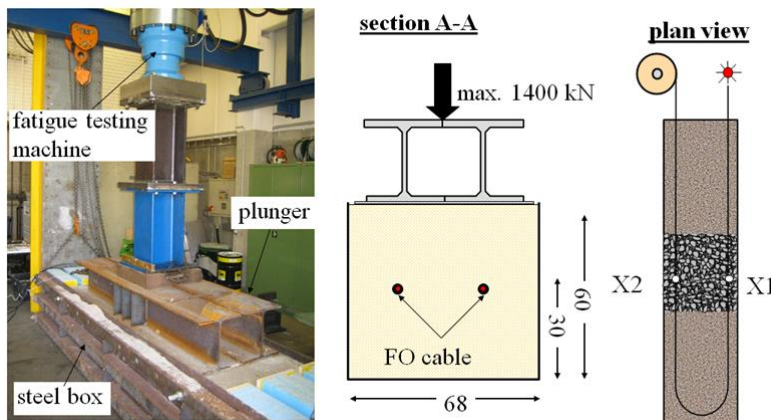 fatigue testing
machine
plunger
steel box
section A-A
max. 1400 kN
FO cable
60
30
68
plan view
X2
X1